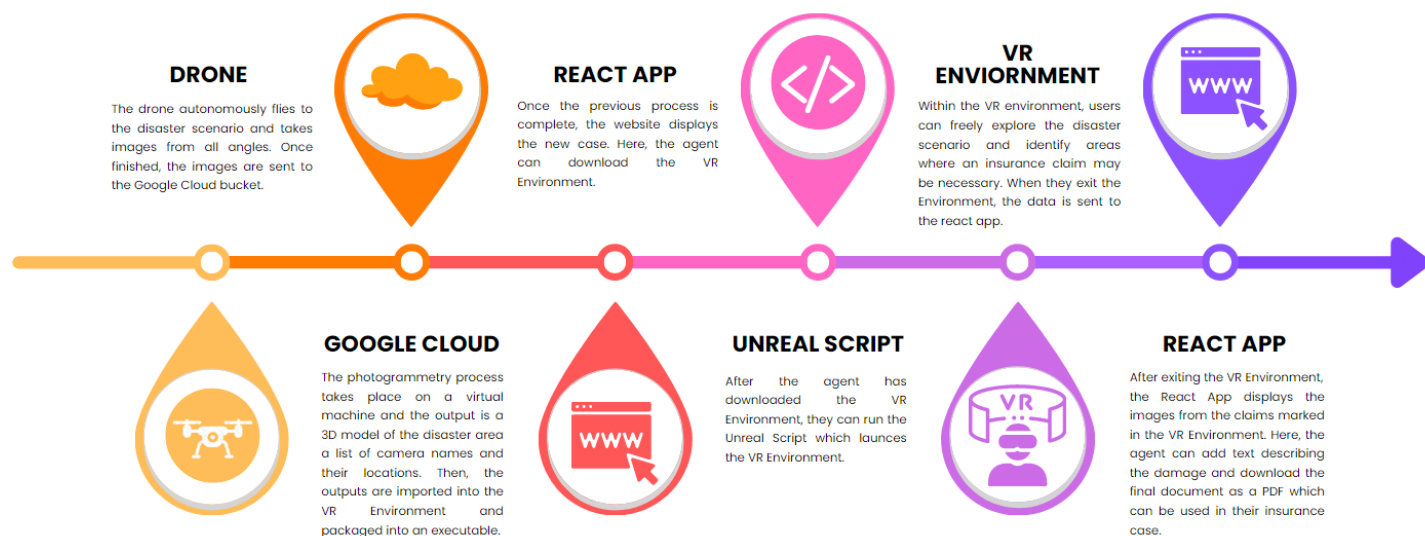 DRONE
The drone autonomously flies to
the disaster scenario and takes
images from all angles. Once
finished, the images are sent to
the Google Cloud bucket.
GOOGLE CLOUD
The photogrammetry process
takes place on a virtual
machine and the output is a
3D model of the disaster area
a list of camera names and
their locations. Then, the
outputs are imported into the
VR Environment and
packaged into an executable.
REACT APP
Once the previous process is
complete, the website displays
the new case. Here, the agent
can download the VR
Environment.
WWW
UNREAL SCRIPT
After the agent has
downloaded the VR
Environment, they can run the
Unreal Script which launces
the VR Environment.
</>
VR
ENVIORNMENT
Within the VR environment, users
can freely explore the disaster
scenario and identify areas
where an insurance claim may
be necessary. When they exit the
Environment, the data is sent to
the react app.
VR
REACT APP
After exiting the VR Environment,
the React App displays the
images from the claims marked
in the VR Environment. Here, the
agent can add text describing
the damage and download the
final document as a PDF which
can be used in their insurance
case.
WWW